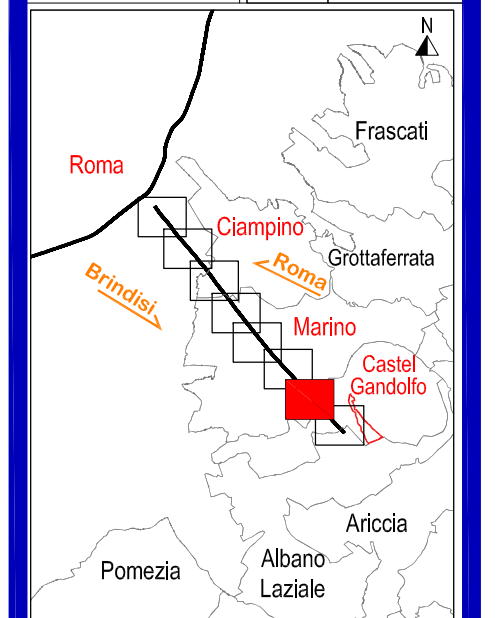 N
Frascati
Roma
Ciampino
Grottaferrata
Roma
Brindisi
Marino
Castel
Gandolfo
Ariccia
Albano
Laziale
Pomezia